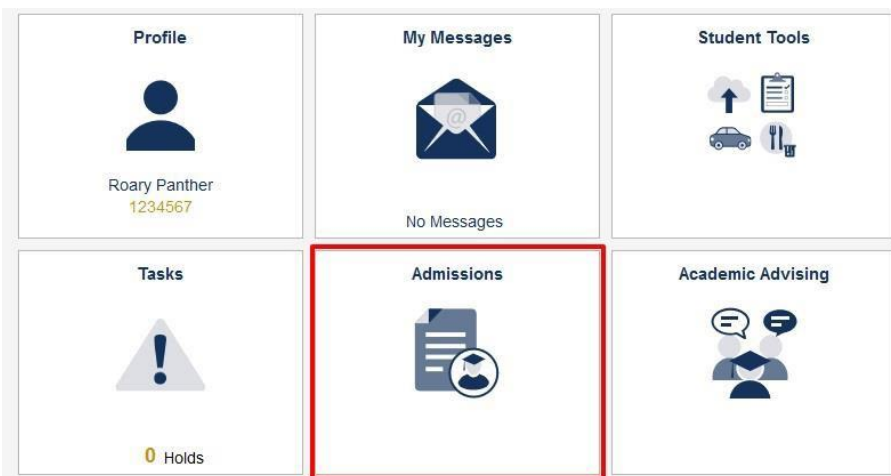 Profile
My Messages
Student Tools
@
Roary Panther
1234567
No Messages
Tasks
Admissions
Academic Advising
!
0 Holds